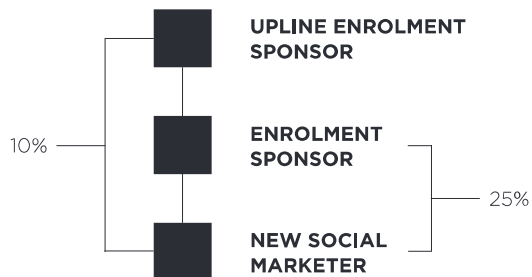 UPLINE ENROLMENT
SPONSOR
10%
ENROLMENT
SPONSOR
25%
NEW SOCIAL
MARKETER